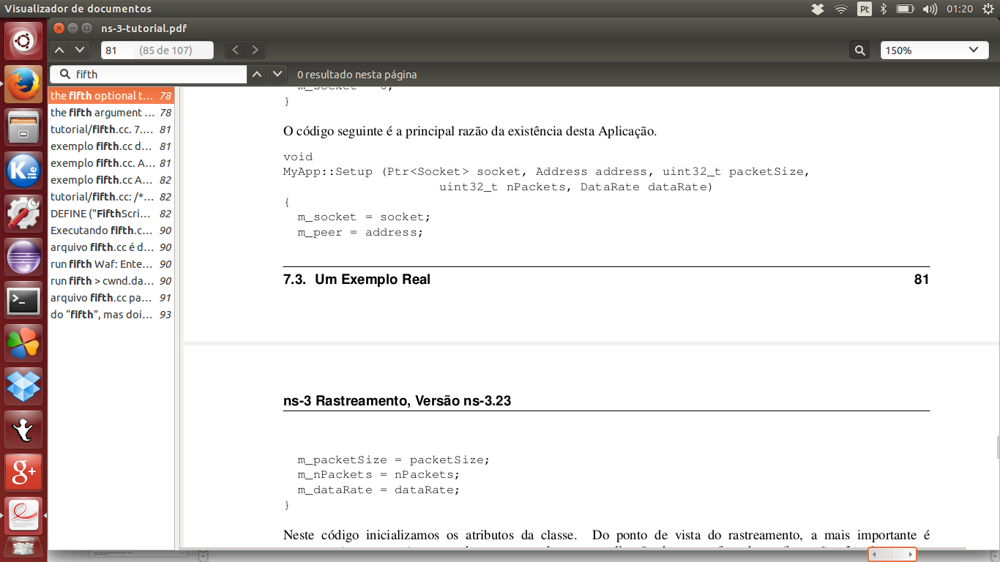 Visualizador de documentos
Pt
01:20
ns-3-tutorial.pdf
81 (85 de 107)
150%
fifth
0 resultado nesta página
the fifth optional t... 78
the fifth argument ... 78
tutorial/fifth.cc. 7.... 81
exemplo fifth.cc d... 81
exemplo fifth.cc. A... 81
exemplo fifth.cc A... 82
tutorial/fifth.cc: /*... 82
DEFINE ("FifthScri... 82
Executando fifth.c... 90
arquivo fifth.cc é d... 90
run fifth Waf: Ente... 90
run fifth > cwnd.da... 90
arquivo fifth.cc pa... 91
do “fifth”, mas doi... 93
m_socket = 0;
}
O código seguinte é a principal razão da existência desta Aplicação.
void
MyApp::Setup (Ptr<Socket> socket, Address address, uint32_t packetSize,
uint32_t nPackets, DataRate dataRate)
{
m_socket = socket;
m_peer = address;
7.3. Um Exemplo Real 81
ns-3 Rastreamento, Versão ns-3.23
m_packetSize = packetSize;
m_nPackets = nPackets;
m_dataRate = dataRate;
}
Neste código inicializamos os atributos da classe. Do ponto de vista do rastreamento, a mais importante é
K ile
>_
g+